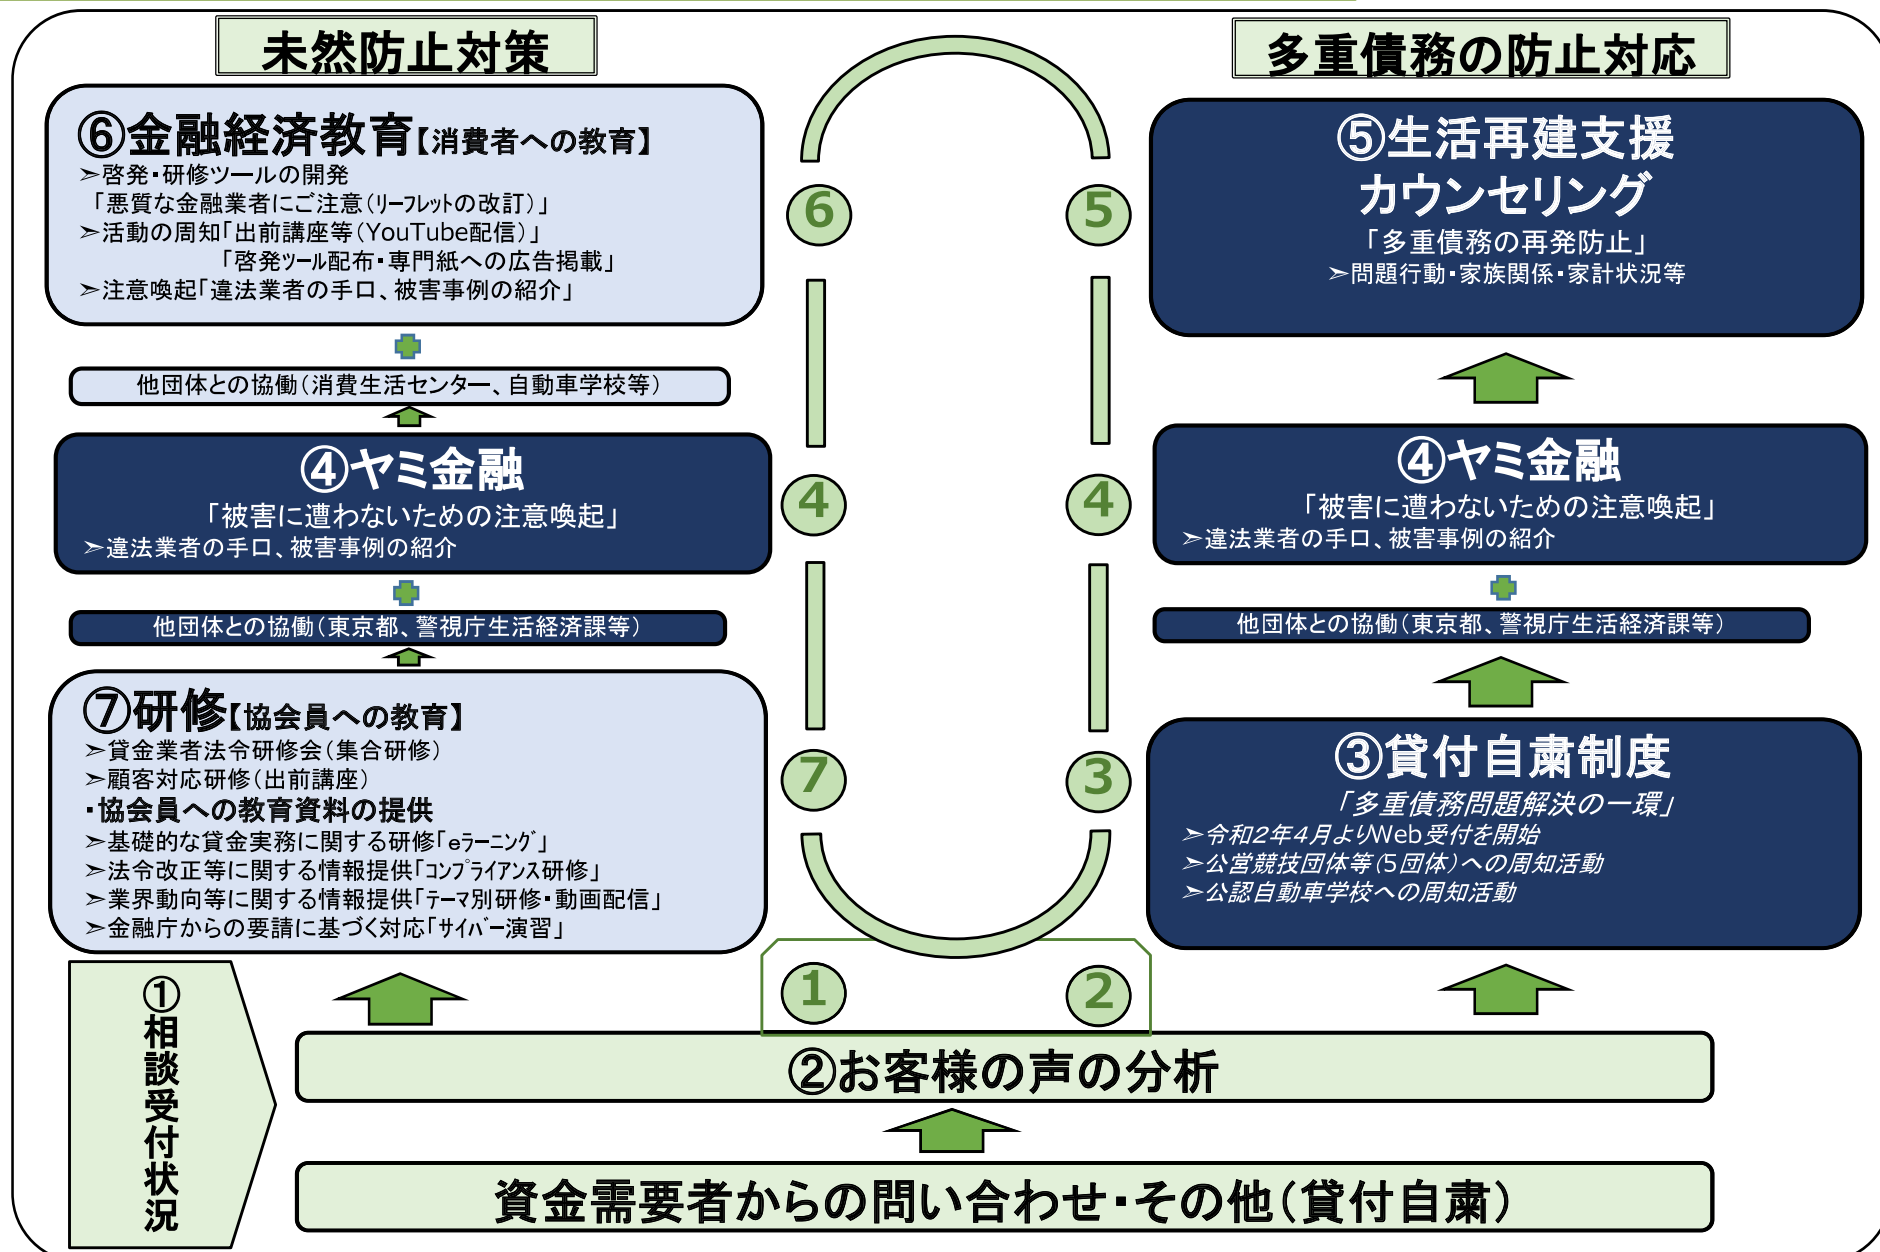 未然防止対策
⑥金融経済教育【消費者への教育】
➣啓発・研修ツールの開発
「悪質な金融業者にご注意(リーフレットの改訂)」
➣活動の周知「出前講座等(YouTube配信)」
「啓発ツール配布・専門紙への広告掲載」
➣注意喚起「違法業者の手口、被害事例の紹介」
他団体との協働(消費生活センター、自動車学校等)
④ヤミ金融
「被害に遭わないための注意喚起」
➣違法業者の手口、被害事例の紹介
他団体との協働(東京都、警視庁生活経済課等)
⑦研修【協会員への教育】
➣貸金業者法令研修会(集合研修)
➣顧客対応研修(出前講座)
・協会員への教育資料の提供
➣基礎的な貸金実務に関する研修「eラーニング」
➣法令改正等に関する情報提供「コンプライアンス研修」
➣業界動向等に関する情報提供「テーマ別研修・動画配信」
➣金融庁からの要請に基づく対応「サイバー演習」
6
5
4
4
7
3
1
2
多重債務の防止対応
⑤生活再建支援
カウンセリング
「多重債務の再発防止」
➣問題行動・家族関係・家計状況等
④ヤミ金融
「被害に遭わないための注意喚起」
➣違法業者の手口、被害事例の紹介
他団体との協働(東京都、警視庁生活経済課等)
③貸付自粛制度
「多重債務問題解決の一環」
➣令和2年4月よりWeb受付を開始
➣公営競技団体等(5団体)への周知活動
➣公認自動車学校への周知活動
①相談受付状況
②お客様の声の分析
資金需要者からの問い合わせ・その他(貸付自粛)